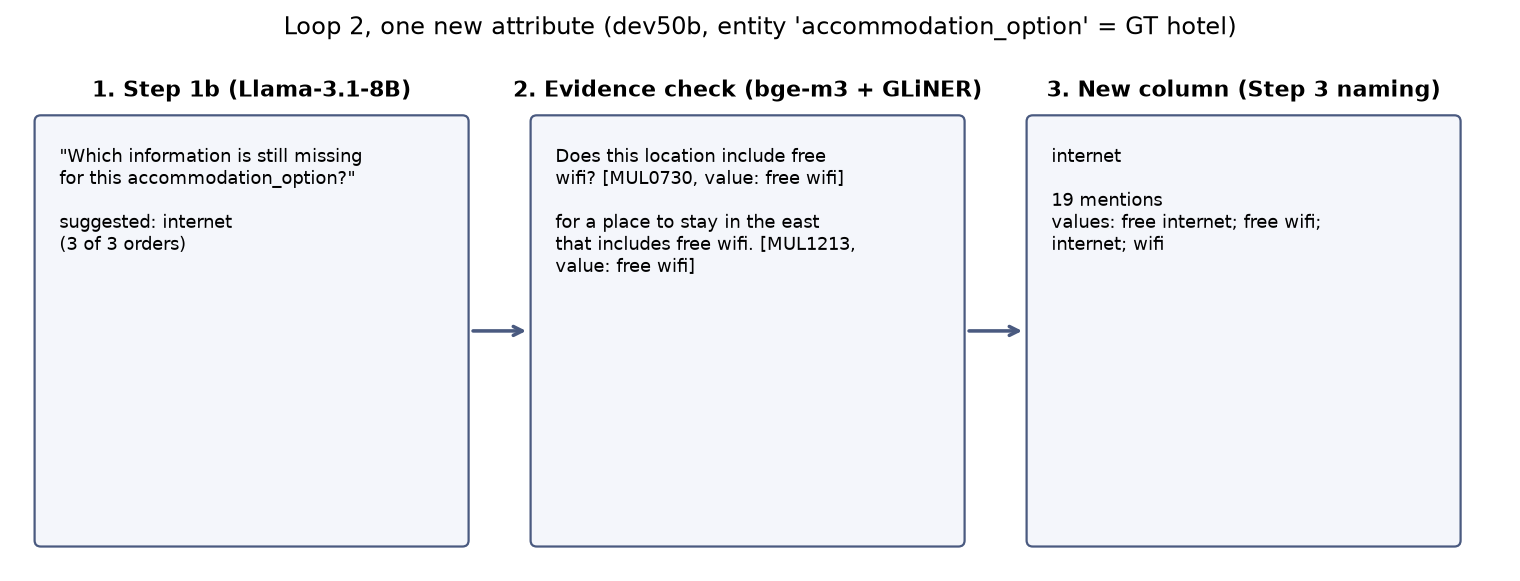 Loop 2, one new attribute (dev50b, entity 'accommodation_option' = GT hotel)
1. Step 1b (Llama-3.1-8B)
"Which information is still missing
for this accommodation_option?"
suggested: internet
(3 of 3 orders)
2. Evidence check (bge-m3 + GLiNER)
Does this location include free
wifi? [MUL0730, value: free wifi]
for a place to stay in the east
that includes free wifi. [MUL1213,
value: free wifi]
3. New column (Step 3 naming)
internet
19 mentions
values: free internet; free wifi;
internet; wifi